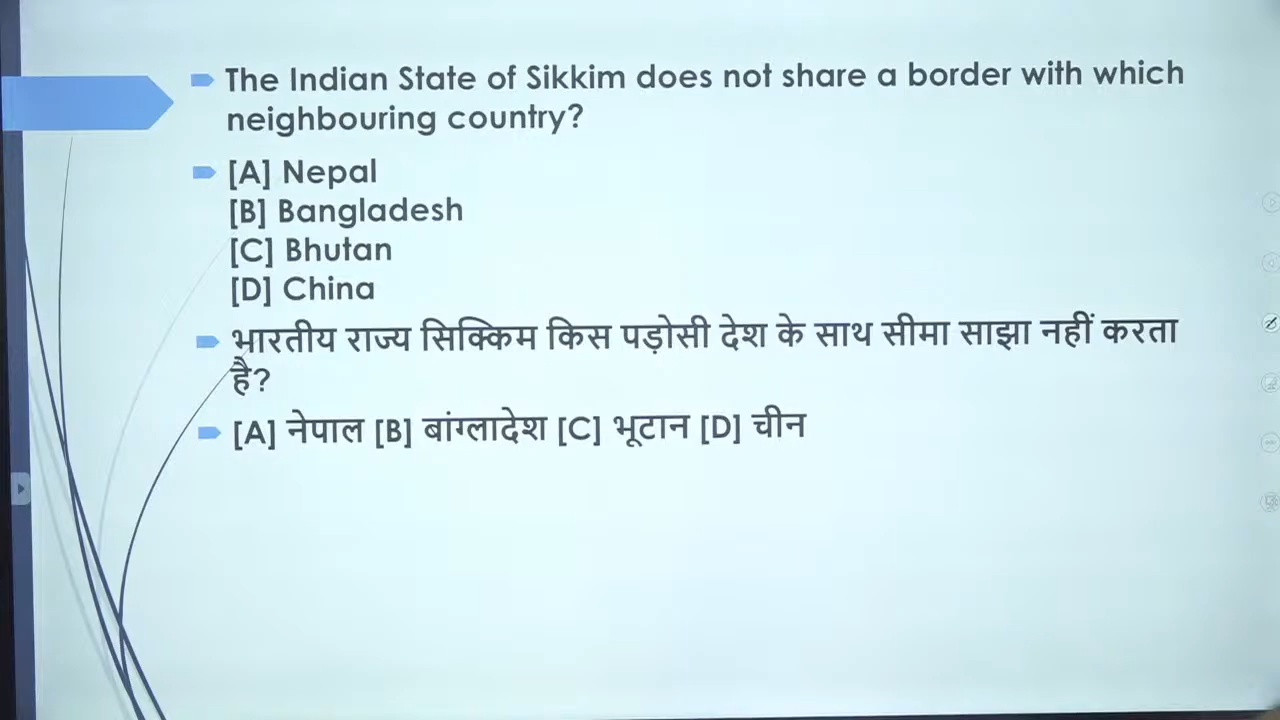 The Indian State of Sikkim does not share a border with which
neighbouring country?
[A] Nepal
[B] Bangladesh
[C] Bhutan
[D] China
भारतीय राज्य सिक्किम किस पड़ोसी देश के साथ सीमा साझा नहीं करता
है?
[A] नेपाल [B] बांग्लादेश [C] भूटान [D] चीन